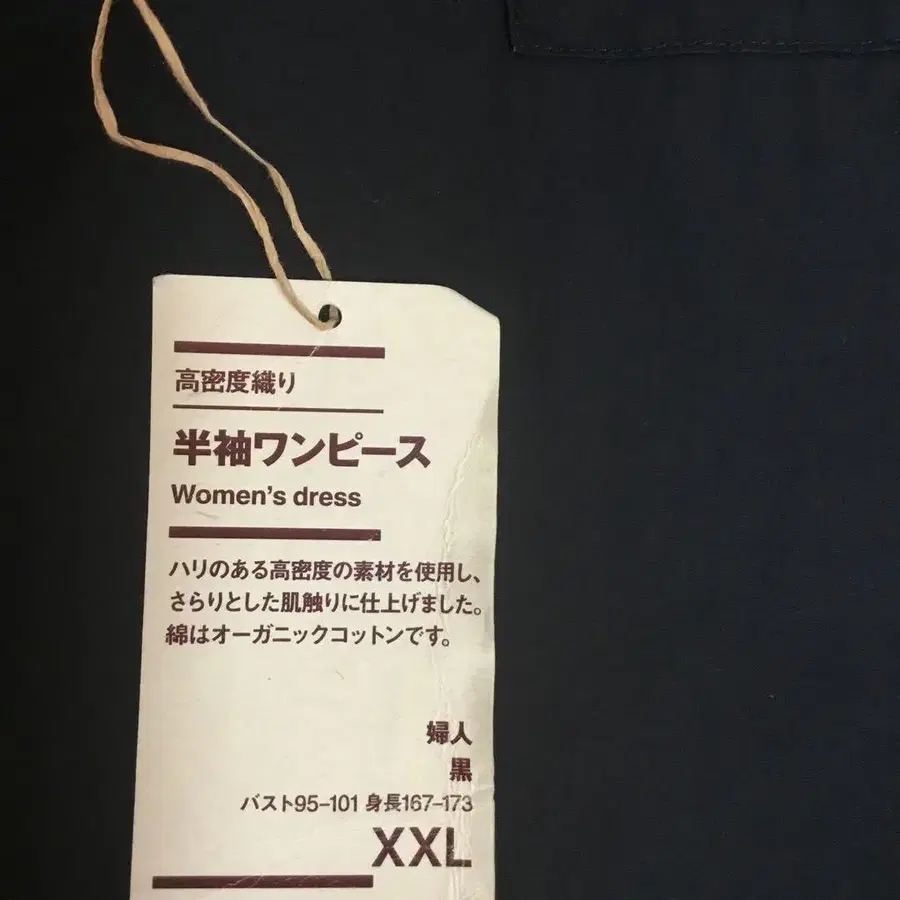 高密度織り
半袖ワンピース
Women's dress
ハリのある高密度の素材を使用し、
さらりとした肌触りに仕上げました。
綿はオーガニックコットンです。
婦人
黒
バスト95-101 身長167-173
XXL